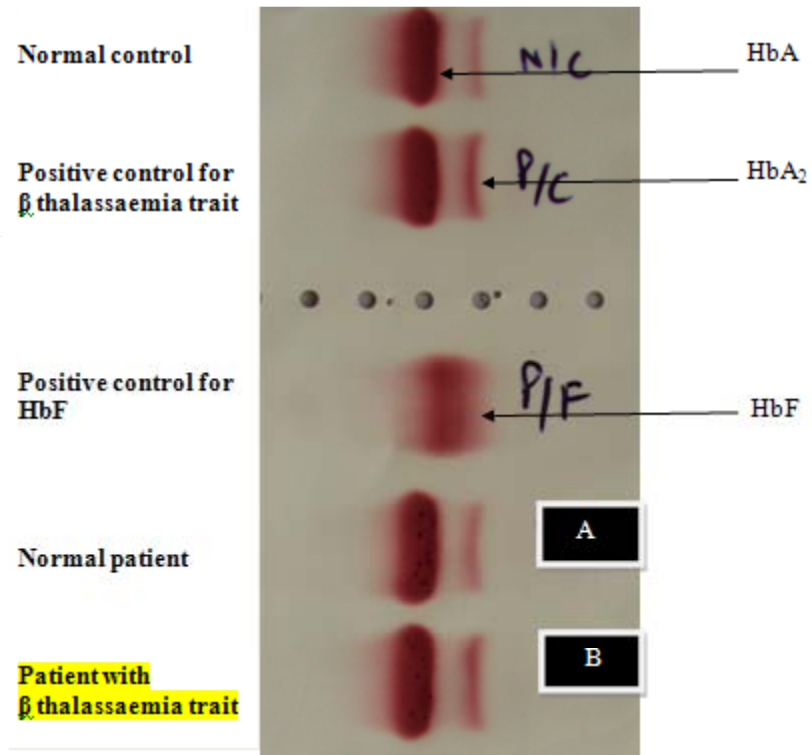 Normal control
N/C
HbA
Positive control for
β thalassaemia trait
P/C
HbA₂
Positive control for
HbF
P/F
HbF
Normal patient
A
Patient with
β thalassaemia trait
B